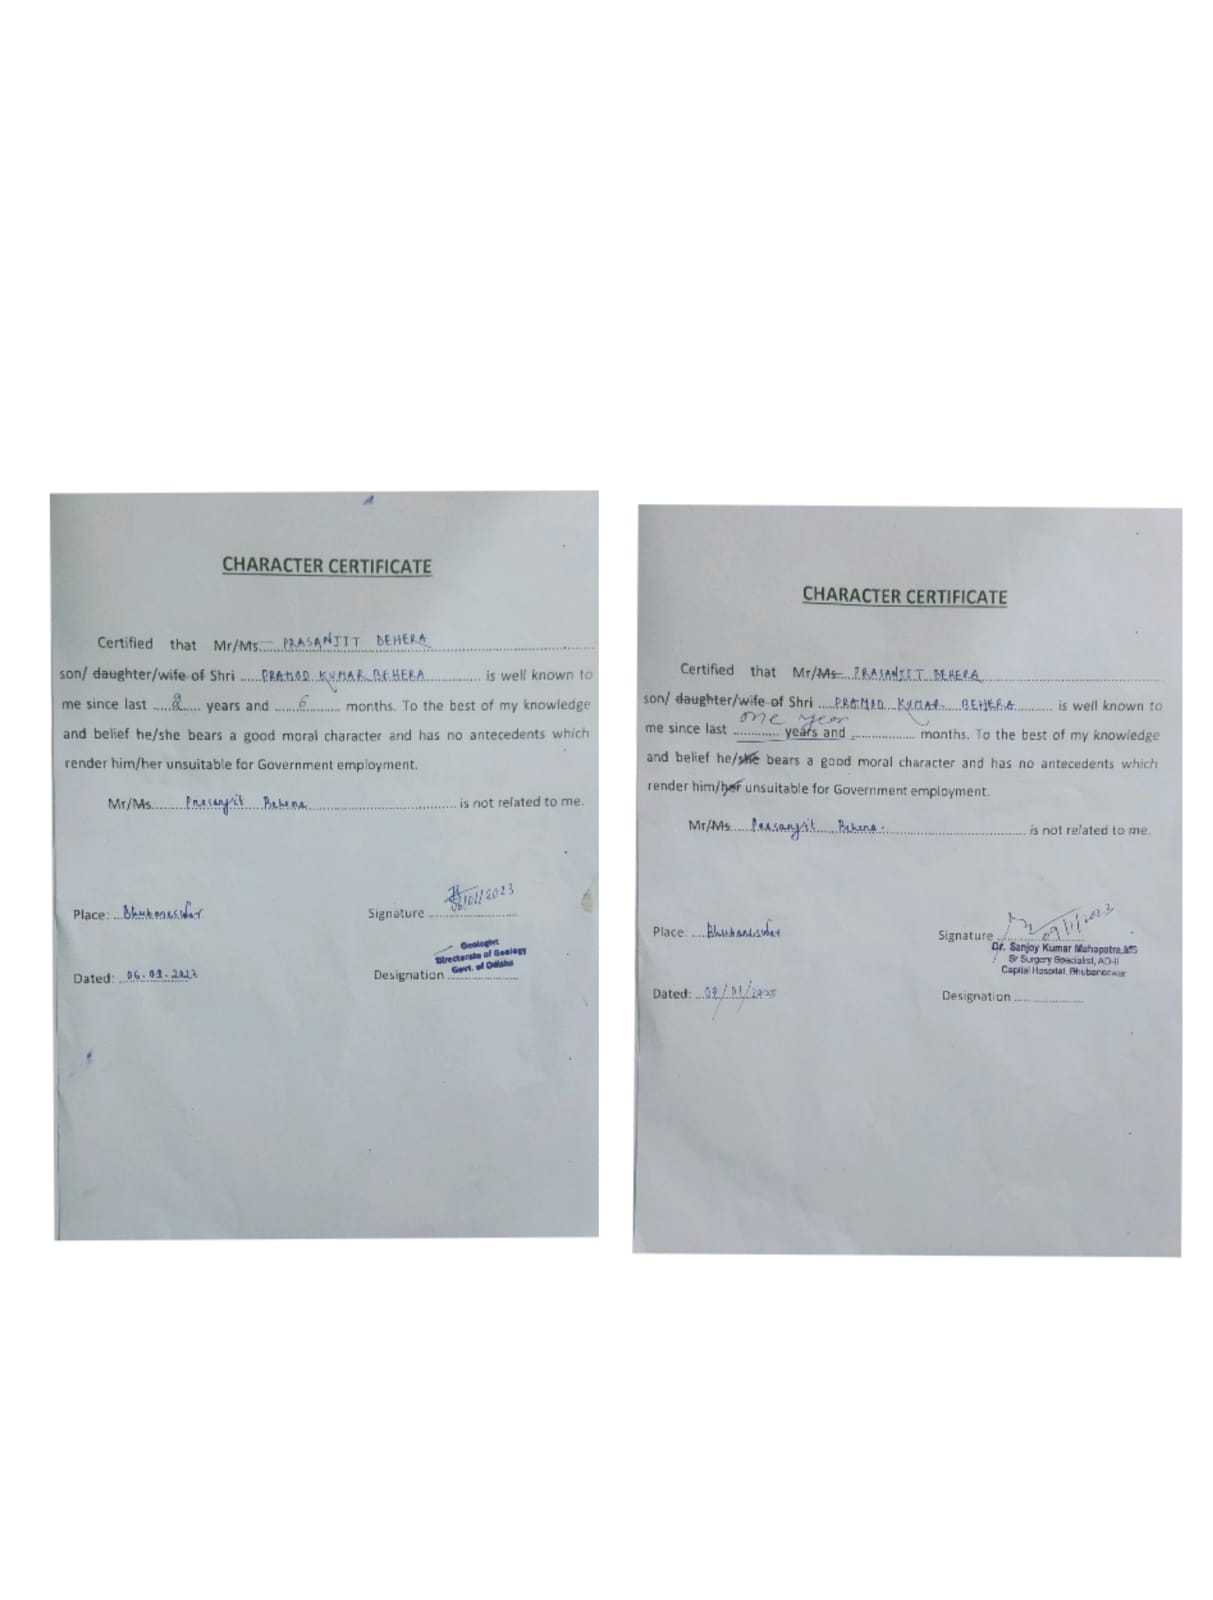 CHARACTER CERTIFICATE
Certified that Mr/Ms. PRASANJIT BEHERA
son/ daughter/wife of Shri ..... PRAMOD KUMAR BEHERA ............ is well known to
me since last ..... 2 ..... years and ..... 6 ......... months. To the best of my knowledge
and belief he/she bears a good moral character and has no antecedents which
render him/her unsuitable for Government employment.
Mr/Ms....... Prasanjit Behera ........................................ is not related to me.
Place: .. Bhubaneswar
Signature 06/01/2023
Geologist
Directorate of Geology
Govt. of Odisha
Dated: 06.01.2023
Designation ..................
CHARACTER CERTIFICATE
Certified that Mr/Ms. PRASANJIT BEHERA
son/ daughter/wife of Shri .... PRAMOD KUMAR BEHERA .......... is well known to
one year
me since last ............ years and ................ months. To the best of my knowledge
and belief he/she bears a good moral character and has no antecedents which
render him/her unsuitable for Government employment.
Mr/Ms..... Prasanjit Behera. ................................... is not related to me.
Place: .... Bhubaneswar
Signature 09/1/2023
Dr. Sanjoy Kumar Mahapatra, MS
Sr Surgery Specialist, AD-II
Capital Hospital, Bhubaneswar
Dated: 09/01/2023
Designation ..................